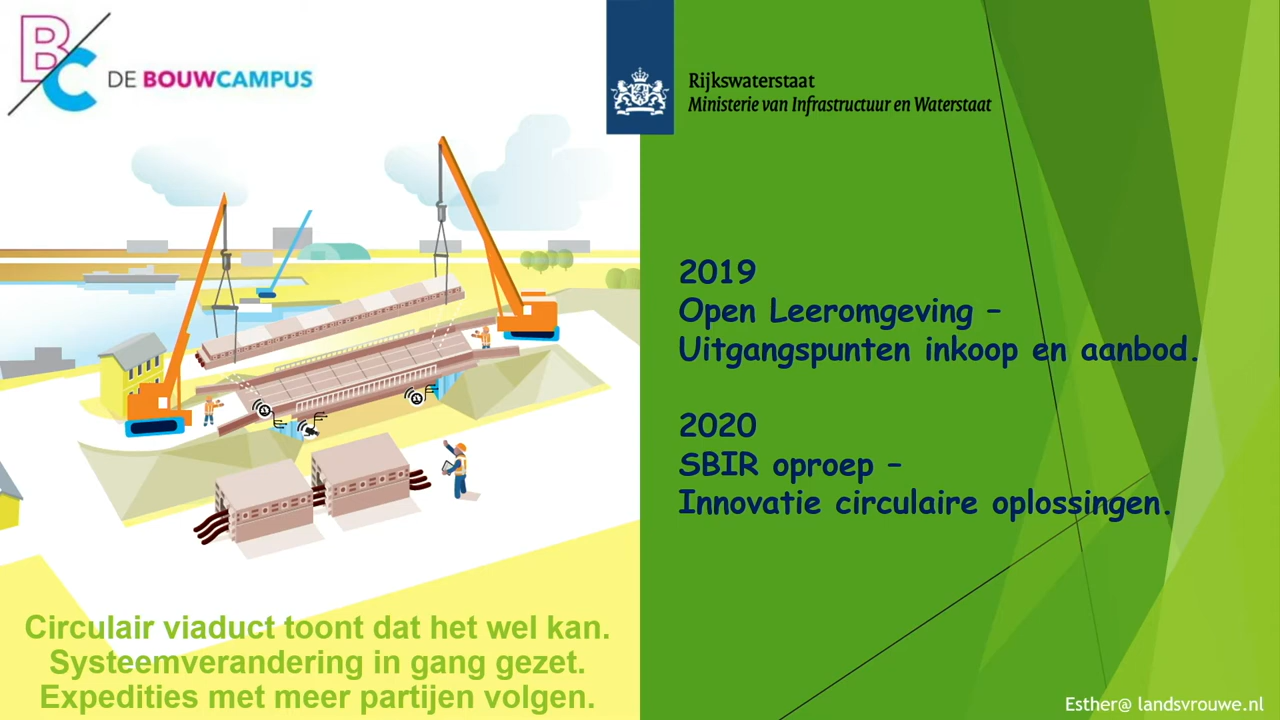 BC DE BOUWCAMPUS
Rijkswaterstaat
Ministerie van Infrastructuur en Waterstaat
2019
Open Leeromgeving –
Uitgangspunten inkoop en aanbod.
2020
SBIR oproep –
Innovatie circulaire oplossingen.
Circulair viaduct toont dat het wel kan.
Systeemverandering in gang gezet.
Expedities met meer partijen volgen.
Esther@ landsvrouwe.nl